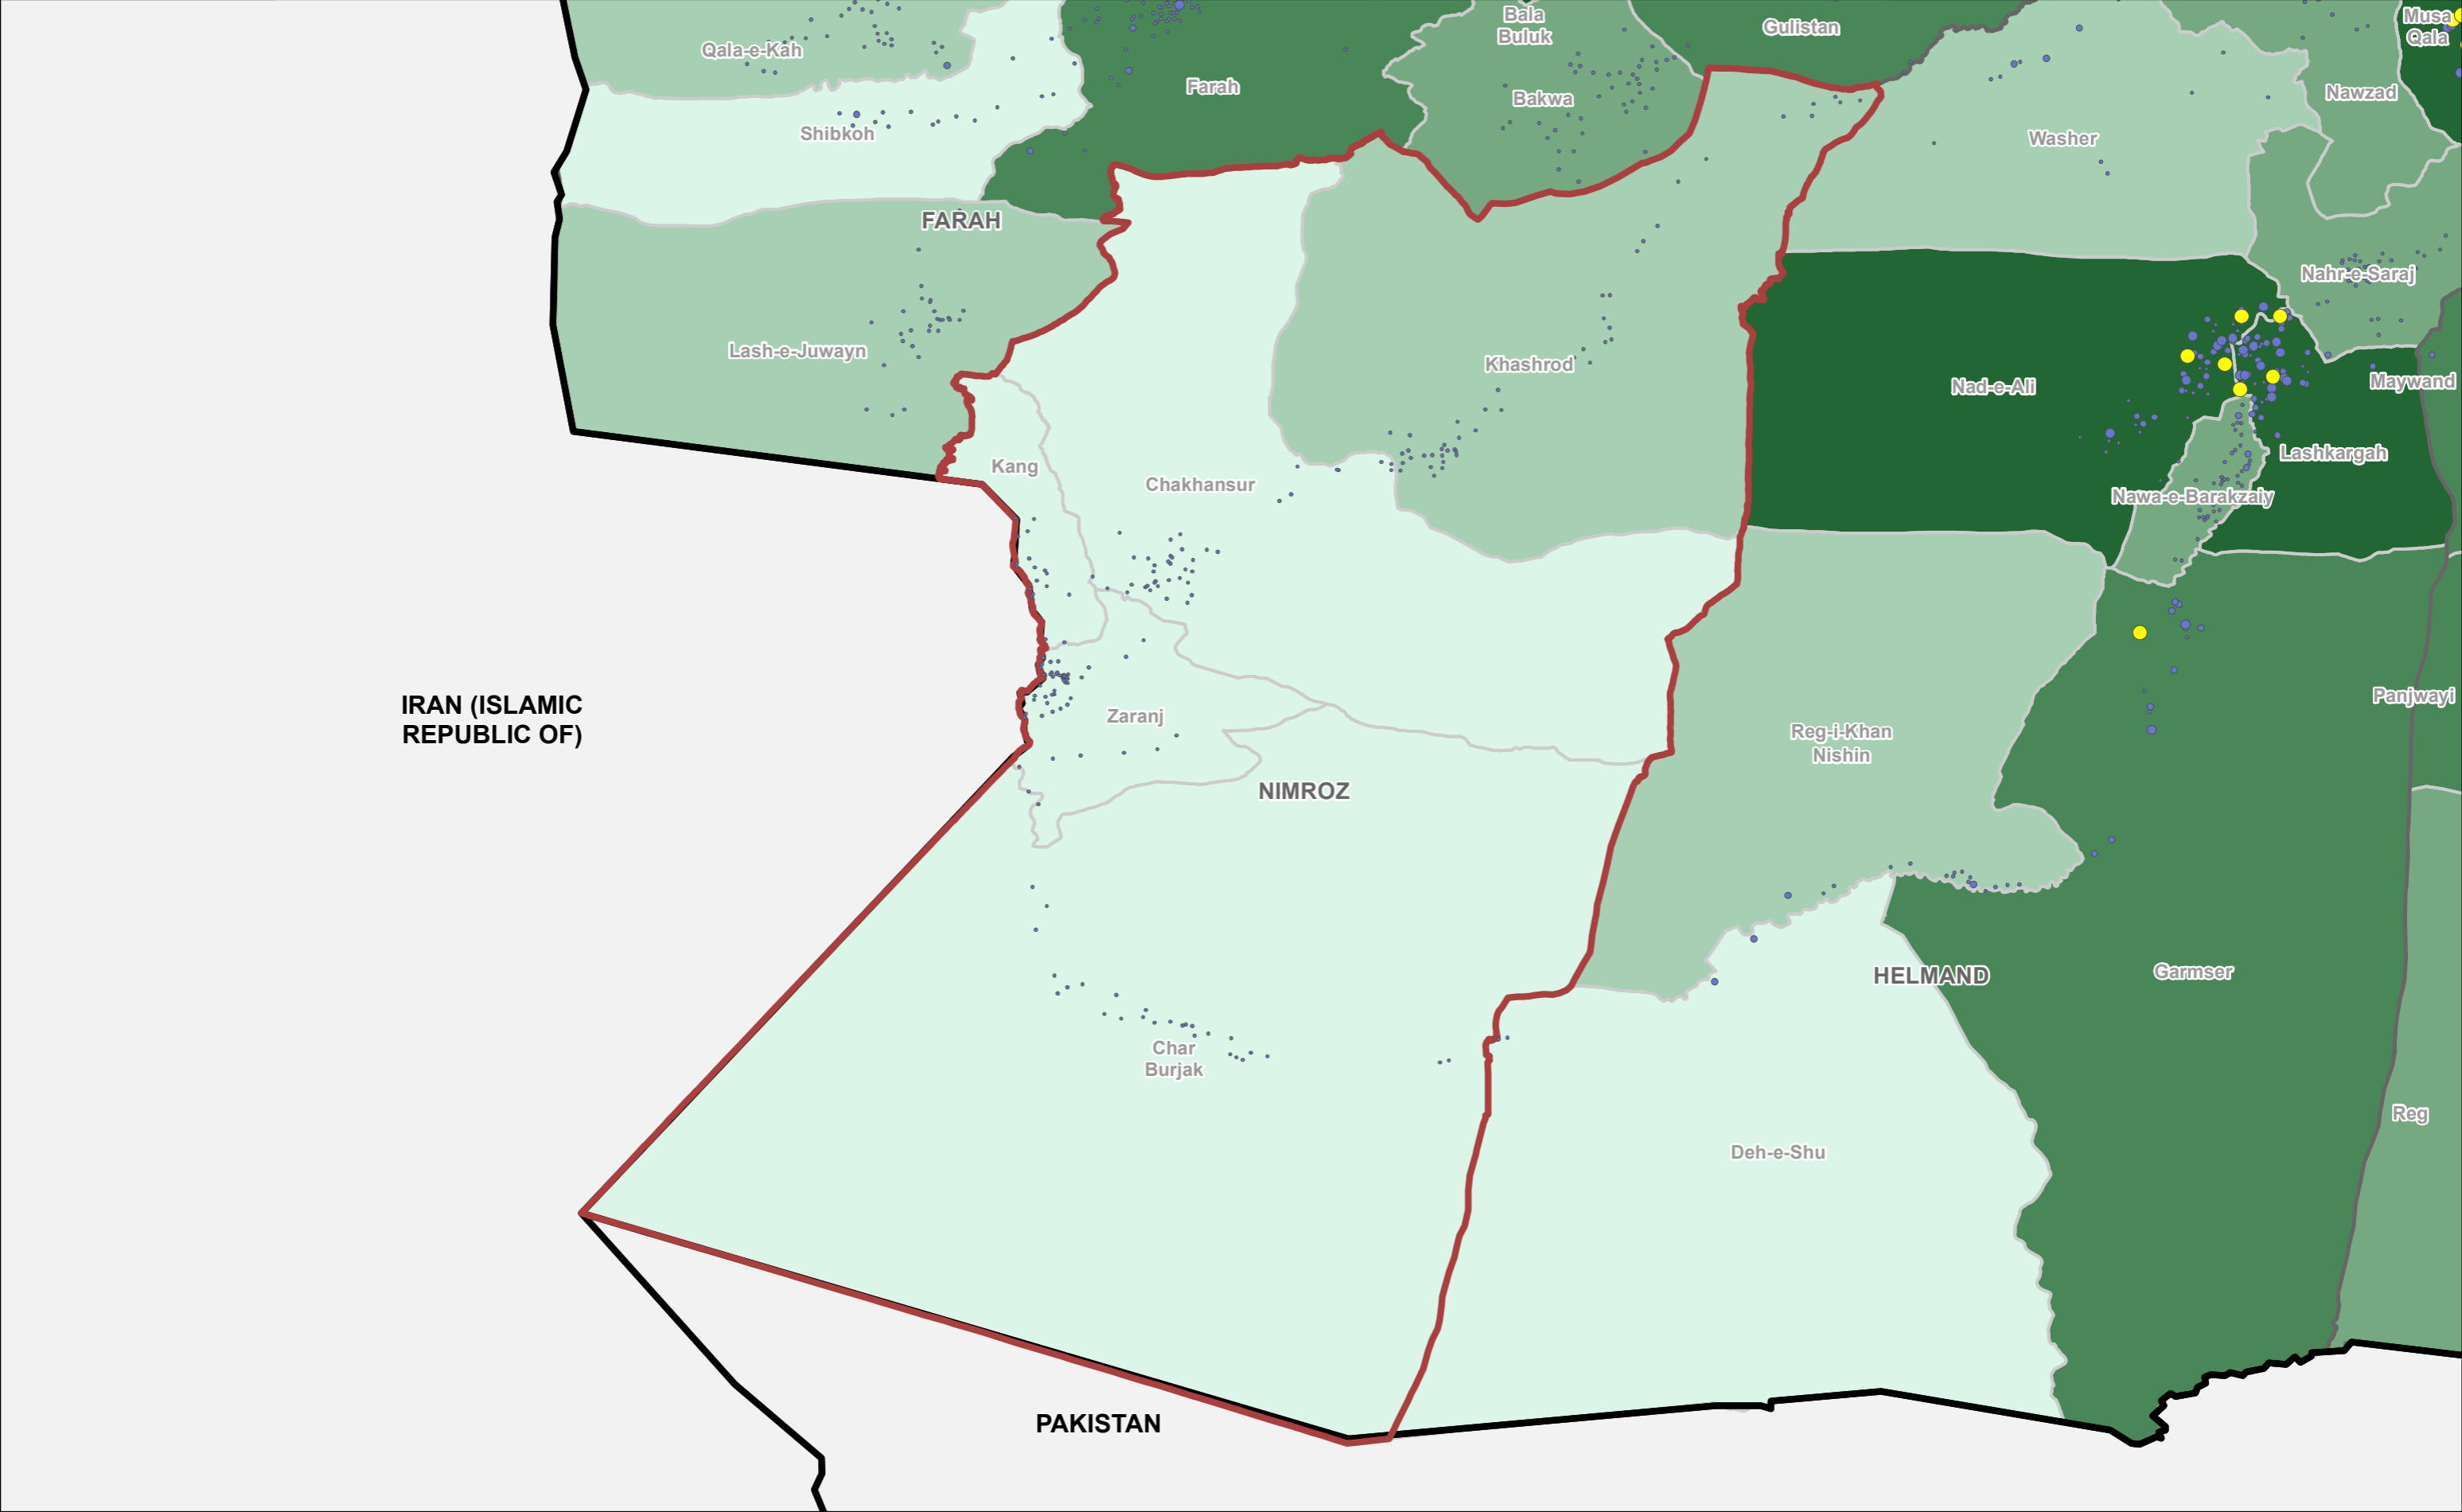 Bala
Buluk
Gulistan
Musa
Qala
Qala-e-Kah
Farah
Bakwa
Nawzad
Shibkoh
Washer
FARAH
Nahr-e-Saraj
Lash-e-Juwayn
Khashrod
Nad-e-Ali
Maywand
Kang
Chakhansur
Lashkargah
Nawa-e-Barakzaiy
IRAN (ISLAMIC
REPUBLIC OF)
Zaranj
Reg-i-Khan
Nishin
Panjwayi
NIMROZ
HELMAND
Garmser
Char
Burjak
Deh-e-Shu
Reg
PAKISTAN